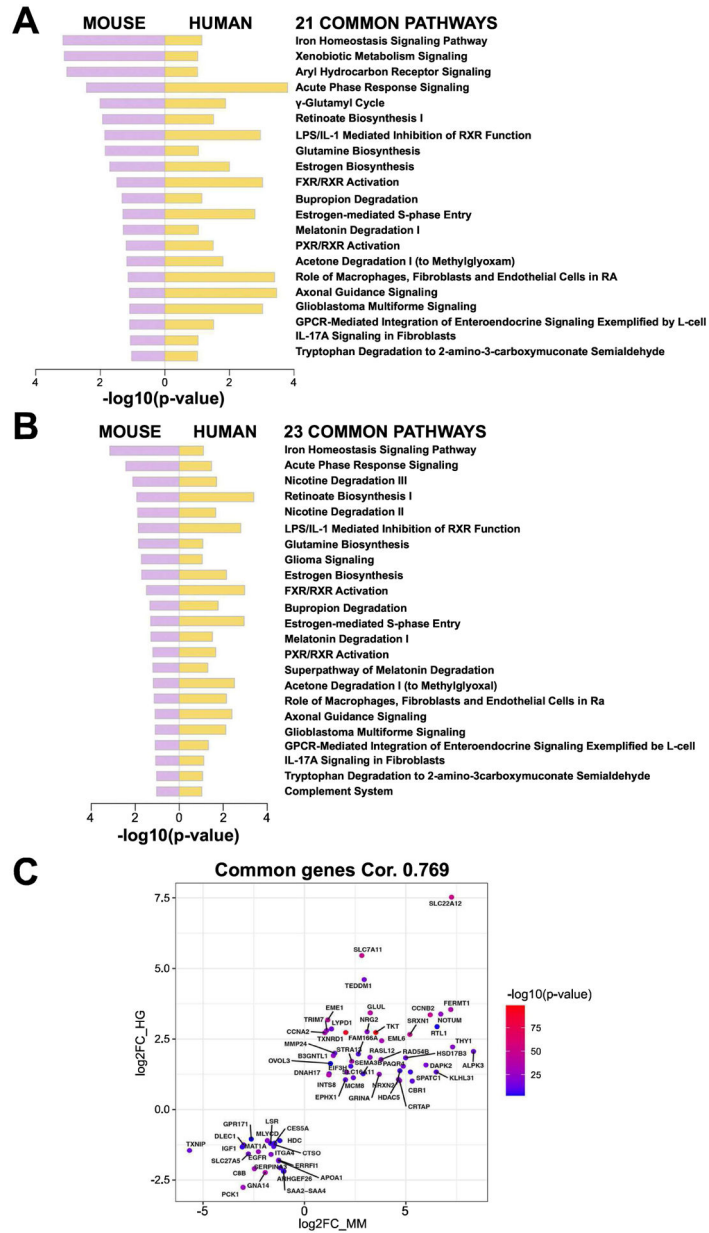 A
MOUSE HUMAN 21 COMMON PATHWAYS
Iron Homeostasis Signaling Pathway
Xenobiotic Metabolism Signaling
Aryl Hydrocarbon Receptor Signaling
Acute Phase Response Signaling
γ-Glutamyl Cycle
Retinoate Biosynthesis I
LPS/IL-1 Mediated Inhibition of RXR Function
Glutamine Biosynthesis
Estrogen Biosynthesis
FXR/RXR Activation
Bupropion Degradation
Estrogen-mediated S-phase Entry
Melatonin Degradation I
PXR/RXR Activation
Acetone Degradation I (to Methylglyoxam)
Role of Macrophages, Fibroblasts and Endothelial Cells in RA
Axonal Guidance Signaling
Glioblastoma Multiforme Signaling
GPCR-Mediated Integration of Enteroendocrine Signaling Exemplified by L-cell
IL-17A Signaling in Fibroblasts
Tryptophan Degradation to 2-amino-3-carboxymuconate Semialdehyde
4 2 0 2 4
-log10(p-value)
B
MOUSE HUMAN 23 COMMON PATHWAYS
Iron Homeostasis Signaling Pathway
Acute Phase Response Signaling
Nicotine Degradation III
Retinoate Biosynthesis I
Nicotine Degradation II
LPS/IL-1 Mediated Inhibition of RXR Function
Glutamine Biosynthesis
Glioma Signaling
Estrogen Biosynthesis
FXR/RXR Activation
Bupropion Degradation
Estrogen-mediated S-phase Entry
Melatonin Degradation I
PXR/RXR Activation
Superpathway of Melatonin Degradation
Acetone Degradation I (to Methylglyoxal)
Role of Macrophages, Fibroblasts and Endothelial Cells in Ra
Axonal Guidance Signaling
Glioblastoma Multiforme Signaling
GPCR-Mediated Integration of Enteroendocrine Signaling Exemplified be L-cell
IL-17A Signaling in Fibroblasts
Tryptophan Degradation to 2-amino-3carboxymuconate Semialdehyde
Complement System
4 2 0 2 4
-log10(p-value)
C
Common genes Cor. 0.769
7.5
SLC22A12
SLC7A11
5.0
TEDDM1
EME1
GLUL
CCNB2
FERMT1
TRIM7
LYPD1
NRG2
TKT
SRXN1
NOTUM
CCNA2
TXNRD1
FAM166A
EML6
RTL1
2.5
MMP24
STRA13
RASL12
RAD54B
THY1
B3GNTL1
HSD17B3
OVOL3
EIF3H
SEMA3B
PAQR4
DAPK2
ALPK3
DNAH17
SLC16A11
SPATC1
KLHL31
INTS8
MCM8
NRXN2
CBR1
EPHX1
GRINA
HDAC5
CRTAP
0.0
GPR171
LSR
CES5A
DLEC1
MLYCD
HDC
TXNIP
IGF1
MAT1A
CTSO
SLC27A5
EGFR
ITGA4
C8B
SERPINA3
ERRFI1
GNA14
ARHGEF26
APOA1
-2.5
PCK1
SAA2-SAA4
-5 0 5
log2FC_MM
log2FC_HG
-log10(p-value)
75
50
25